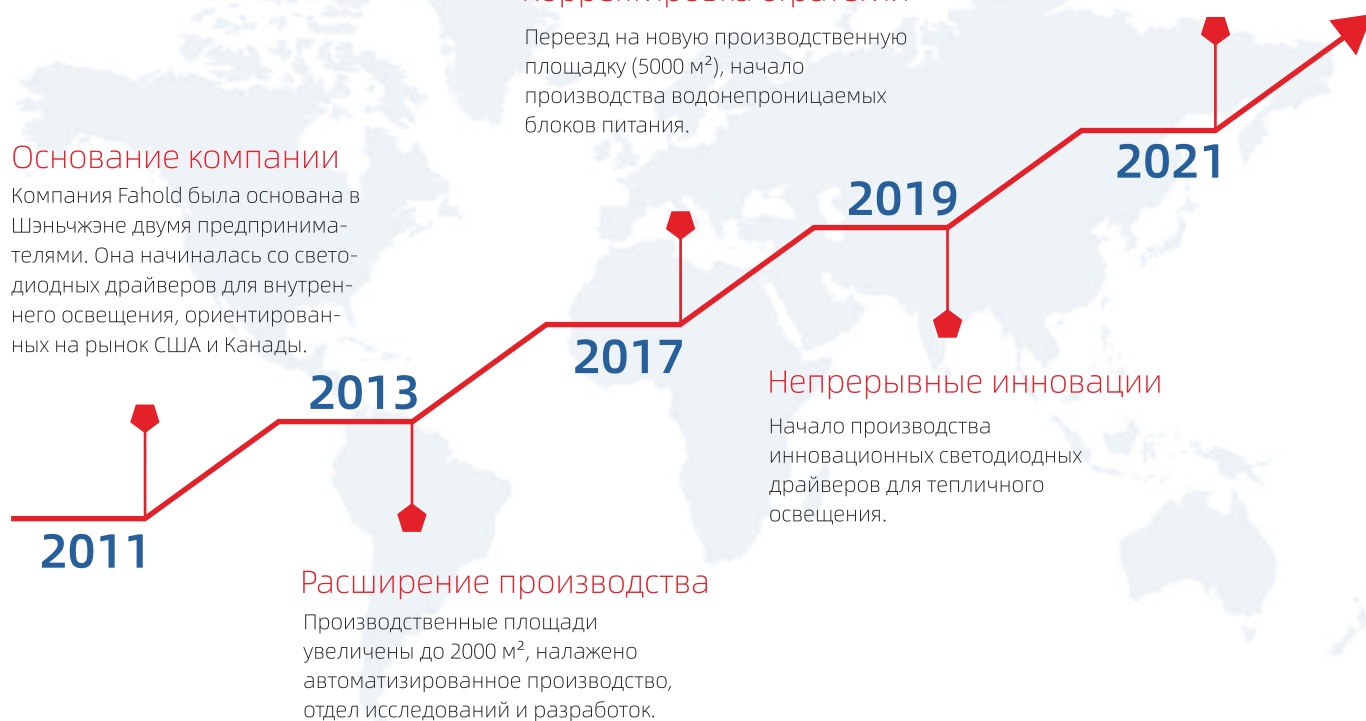 Корректировка стратегии
Переезд на новую производственную
площадку (5000 м²), начало
производства водонепроницаемых
блоков питания.
Основание компании
Компания Fahold была основана в
Шэньчжэне двумя предпринима-
телями. Она начиналась со свето-
диодных драйверов для внутрен-
него освещения, ориентирован-
ных на рынок США и Канады.
2021
2019
2017
2013
2011
Непрерывные инновации
Начало производства
инновационных светодиодных
драйверов для тепличного
освещения.
Расширение производства
Производственные площади
увеличены до 2000 м², налажено
автоматизированное производство,
отдел исследований и разработок.